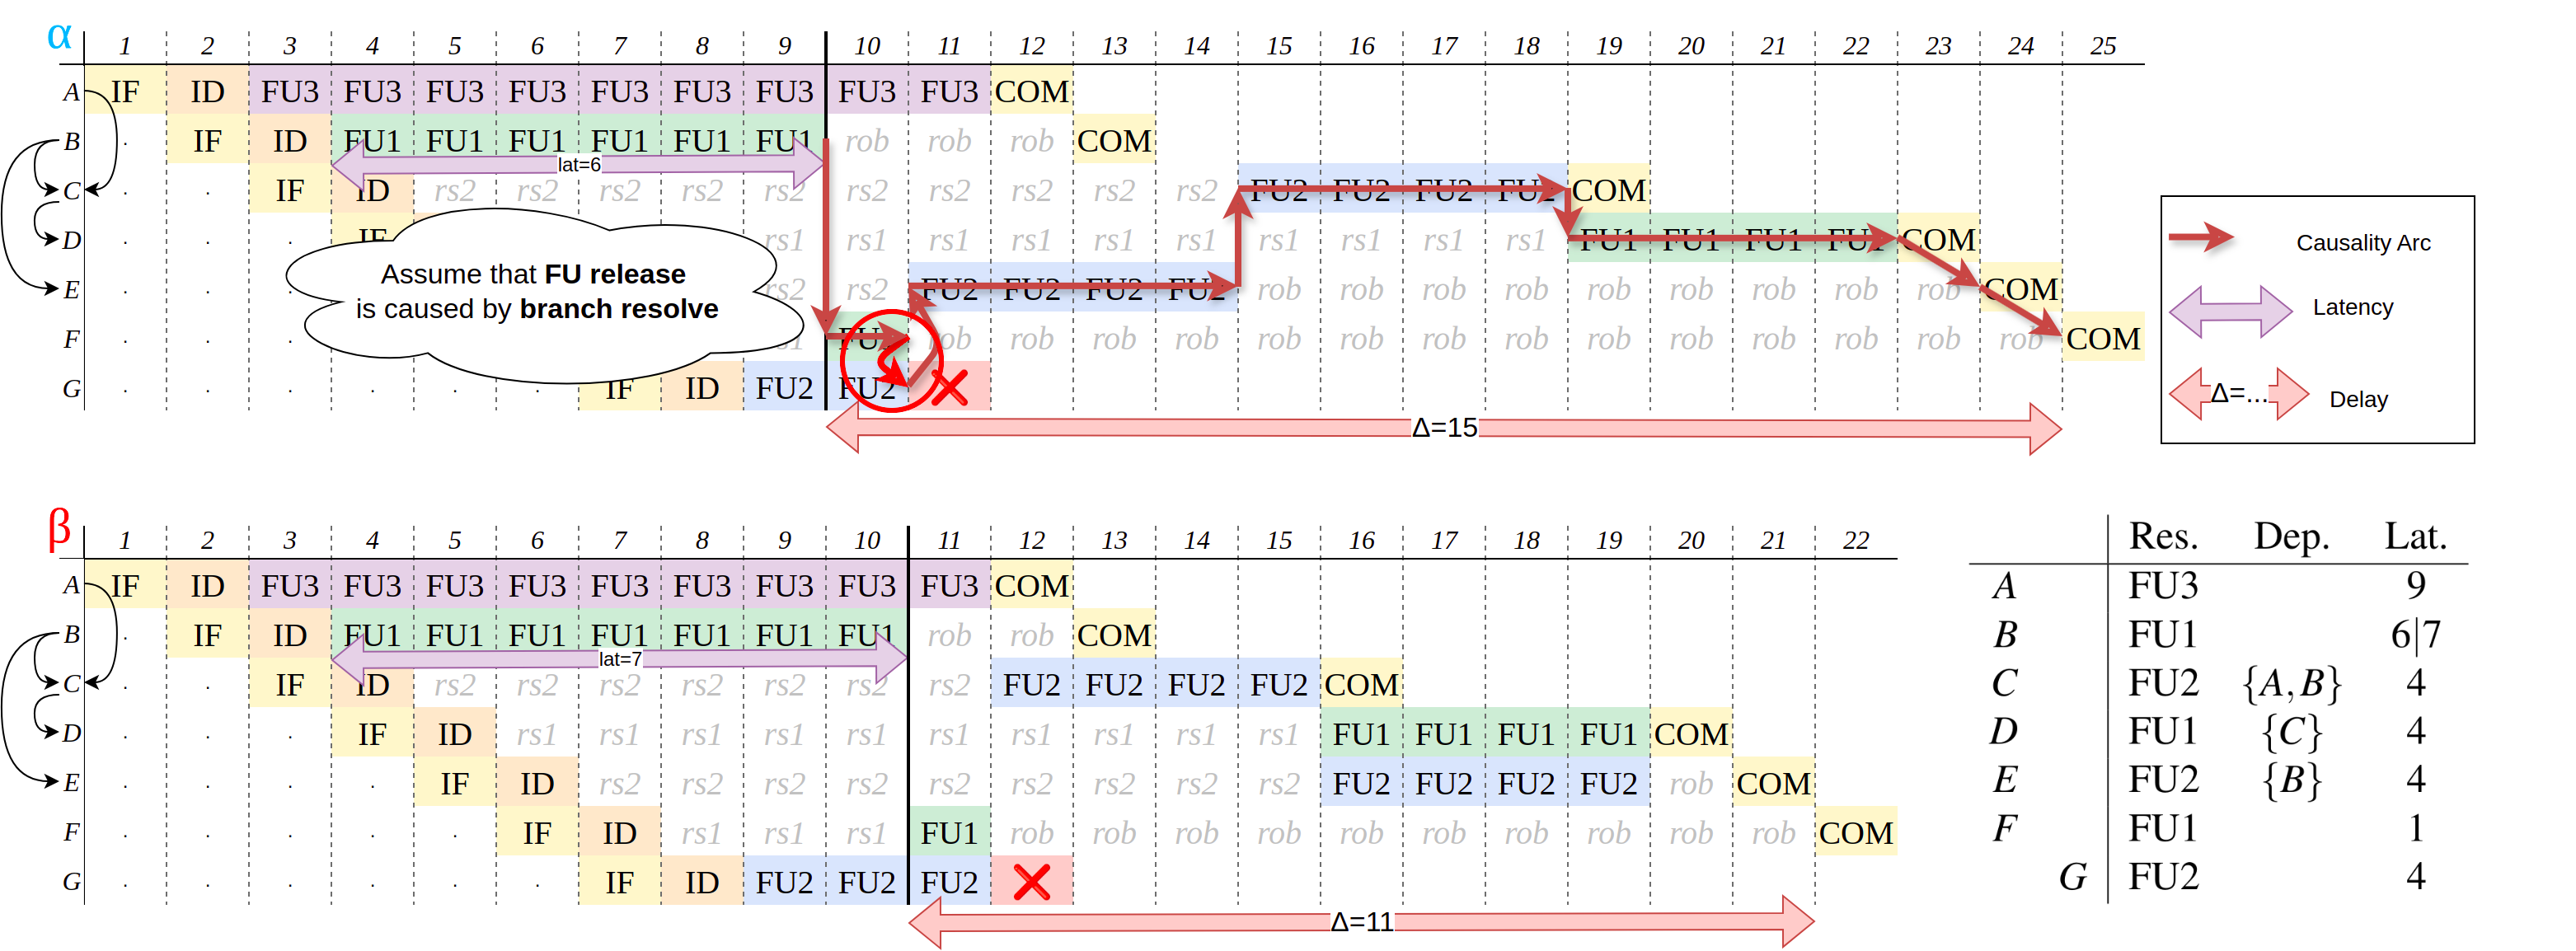 α 1 2 3 4 5 6 7 8 9 10 11 12 13 14 15 16 17 18 19 20 21 22 23 24 25
A IF ID FU3 FU3 FU3 FU3 FU3 FU3 FU3 FU3 FU3 COM
B . IF ID FU1 FU1 FU1 FU1 FU1 FU1 rob rob rob COM
lat=6
C . . IF ID rs2 rs2 rs2 rs2 rs2 rs2 rs2 rs2 rs2 rs2 FU2 FU2 FU2 FU2 COM
D . . . IF rs1 rs1 rs1 rs1 rs1 rs1 rs1 rs1 rs1 rs1 FU1 FU1 FU1 FU1 COM
E . . . rs2 rs2 FU2 FU2 FU2 FU2 rob rob rob rob rob rob rob rob rob COM
F . . . FU1 rob rob rob rob rob rob rob rob rob rob rob rob rob rob COM
G . . . . . . IF ID FU2 FU2
Assume that FU release
is caused by branch resolve
Δ=15
Causality Arc
Latency
Δ=... Delay
β 1 2 3 4 5 6 7 8 9 10 11 12 13 14 15 16 17 18 19 20 21 22
A IF ID FU3 FU3 FU3 FU3 FU3 FU3 FU3 FU3 FU3 COM
B . IF ID FU1 FU1 FU1 FU1 FU1 FU1 FU1 rob rob COM
lat=7
C . . IF ID rs2 rs2 rs2 rs2 rs2 rs2 rs2 FU2 FU2 FU2 FU2 COM
D . . . IF ID rs1 rs1 rs1 rs1 rs1 rs1 rs1 rs1 rs1 rs1 FU1 FU1 FU1 FU1 COM
E . . . . IF ID rs2 rs2 rs2 rs2 rs2 rs2 rs2 rs2 rs2 FU2 FU2 FU2 FU2 rob COM
F . . . . . IF ID rs1 rs1 rs1 FU1 rob rob rob rob rob rob rob rob rob rob COM
G . . . . . . IF ID FU2 FU2 FU2
Δ=11
Res. Dep. Lat.
A FU3 9
B FU1 6|7
C FU2 {A, B} 4
D FU1 {C} 4
E FU2 {B} 4
F FU1 1
G FU2 4